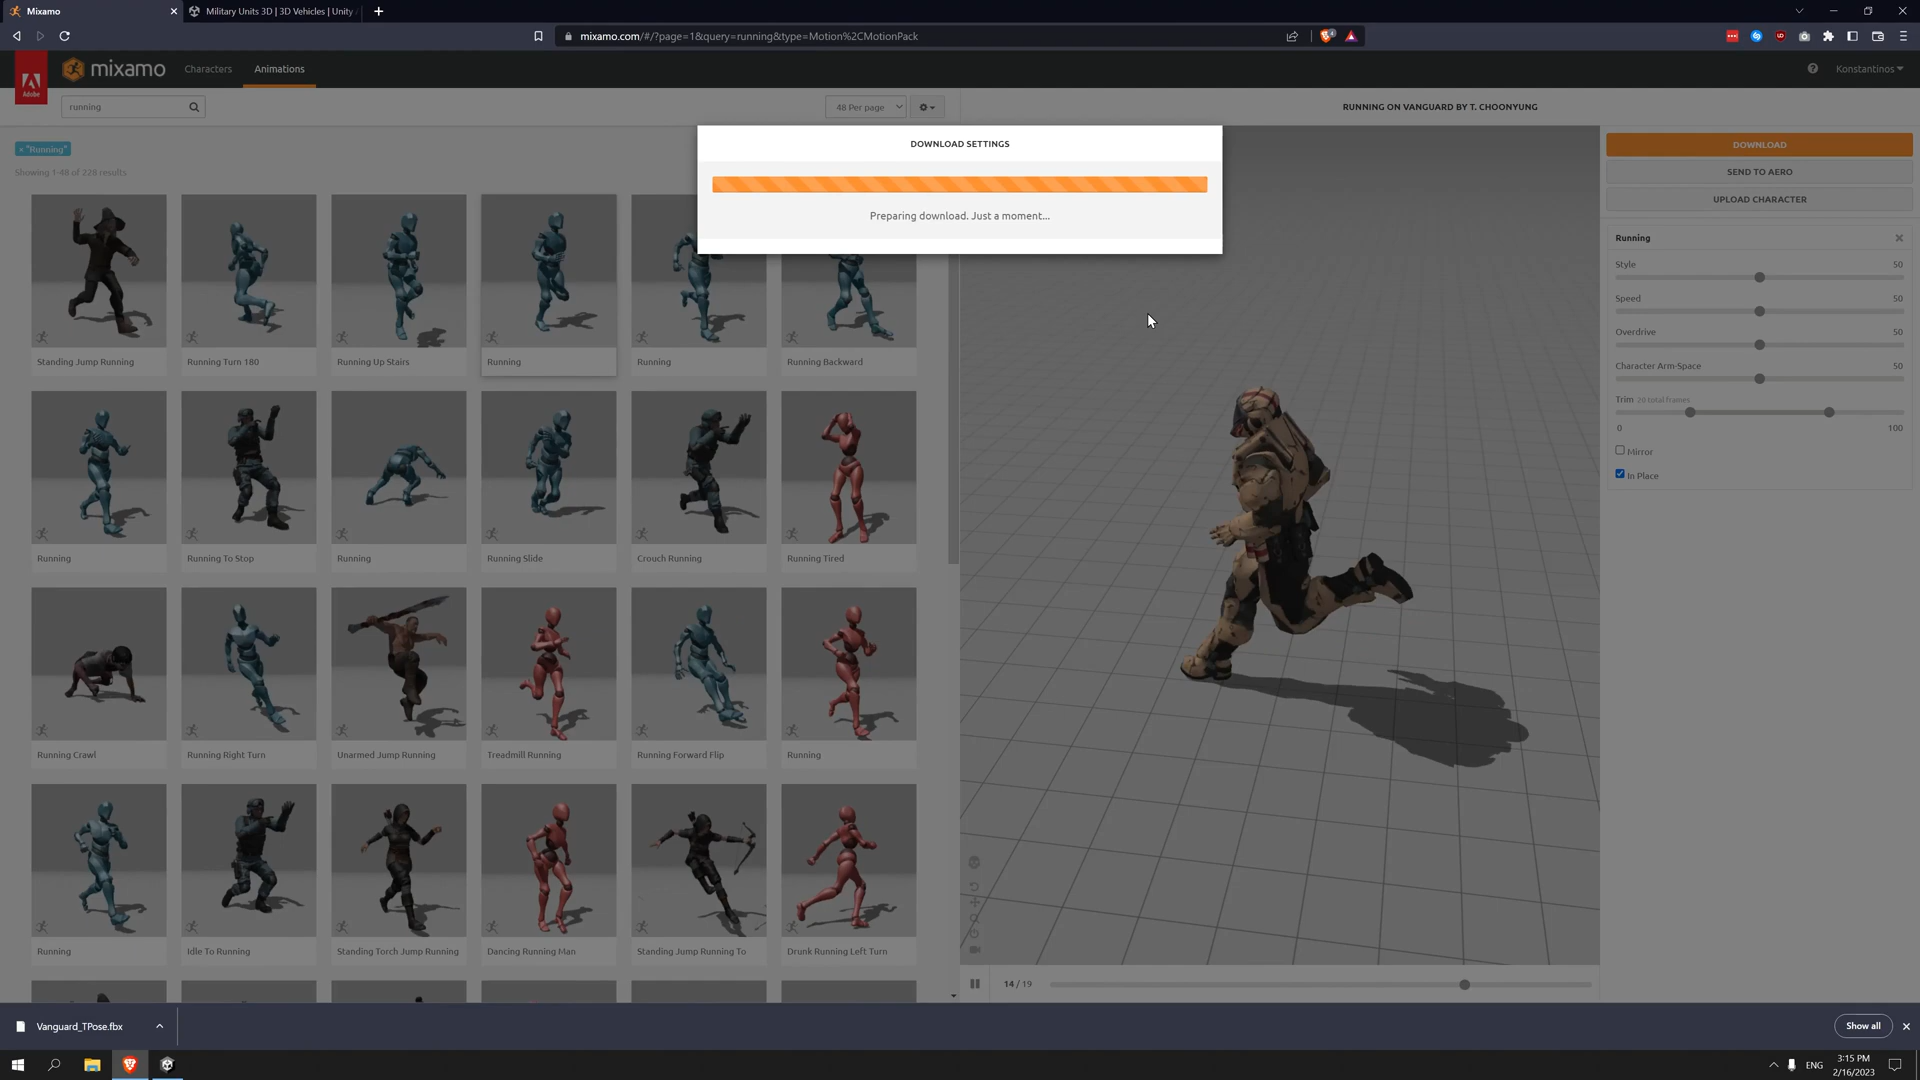 Mixamo
Military Units 3D | 3D Vehicles | Unity
mixamo.com/#/?page=1&query=running&type=Motion%2CMotionPack
Adobe
mixamo
Characters
Animations
Konstantinos
running
48 Per page
RUNNING ON VANGUARD BY T. CHOONYUNG
× "Running"
Showing 1-48 of 228 results
DOWNLOAD SETTINGS
Preparing download. Just a moment...
DOWNLOAD
SEND TO AERO
UPLOAD CHARACTER
Running
Style 50
Speed 50
Overdrive 50
Character Arm-Space 50
Trim 20 total frames
0 100
Mirror
In Place
Standing Jump Running
Running Turn 180
Running Up Stairs
Running
Running
Running Backward
Running
Running To Stop
Running
Running Slide
Crouch Running
Running Tired
Running Crawl
Running Right Turn
Unarmed Jump Running
Treadmill Running
Running Forward Flip
Running
Running
Idle To Running
Standing Torch Jump Running
Dancing Running Man
Standing Jump Running To
Drunk Running Left Turn
14 / 19
Vanguard_TPose.fbx
Show all
ENG
3:15 PM
2/16/2023